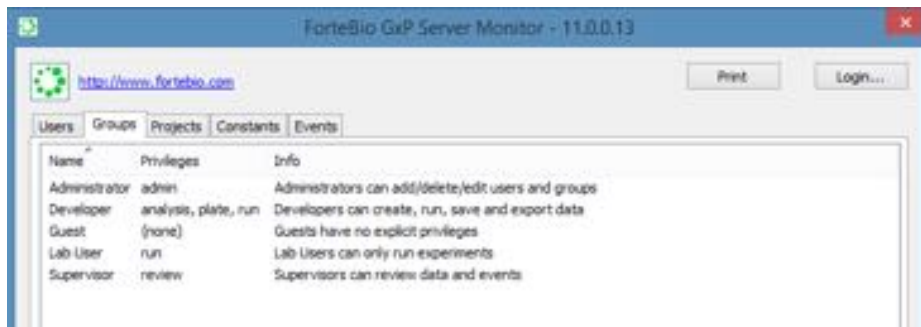 ForteBio GxP Server Monitor - 11.0.0.13
http://www.fortebio.com Print Login...
Users Groups Projects Constants Events
Name Privileges Info
Administrator admin Administrators can add/delete/edit users and groups
Developer analysis, plate, run Developers can create, run, save and export data
Guest (none) Guests have no explicit privileges
Lab User run Lab Users can only run experiments
Supervisor review Supervisors can review data and events